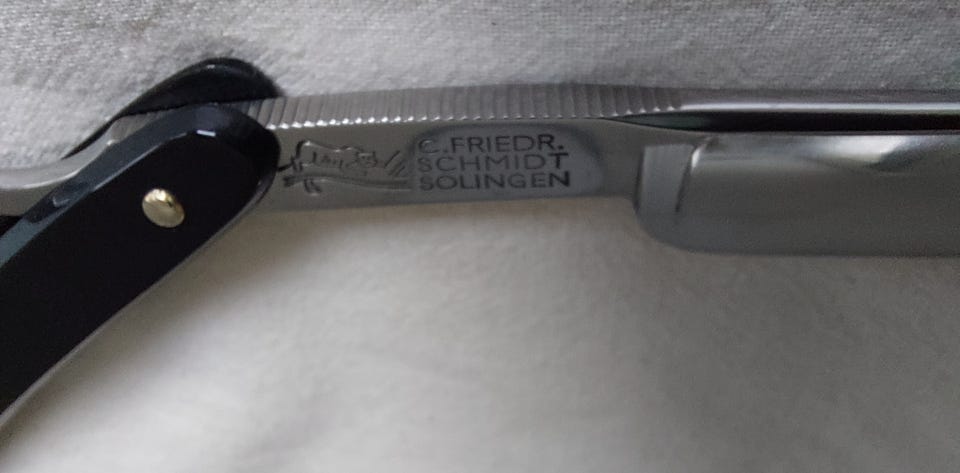 C.FRIEDR.
SCHMIDT
SOLINGEN